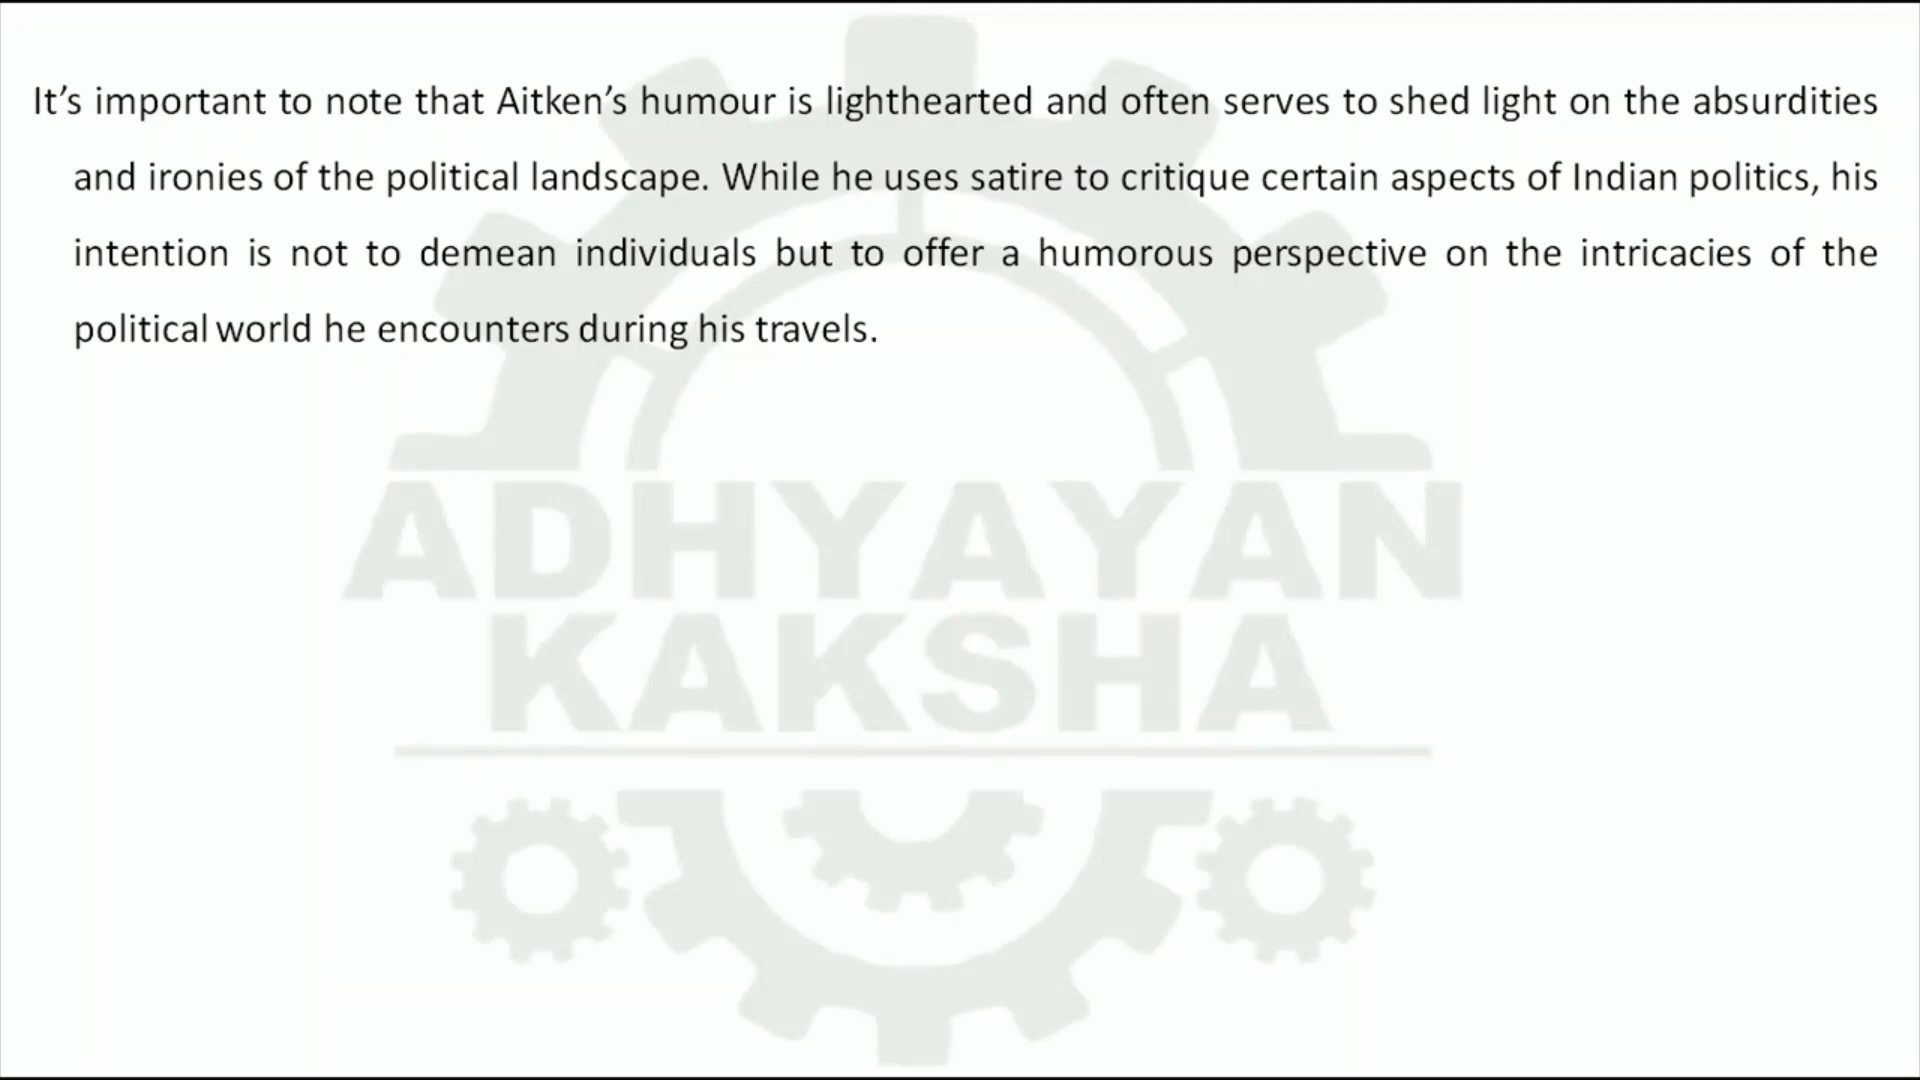 It’s important to note that Aitken’s humour is lighthearted and often serves to shed light on the absurdities
and ironies of the political landscape. While he uses satire to critique certain aspects of Indian politics, his
intention is not to demean individuals but to offer a humorous perspective on the intricacies of the
political world he encounters during his travels.
ADHYAYAN
KAKSHA